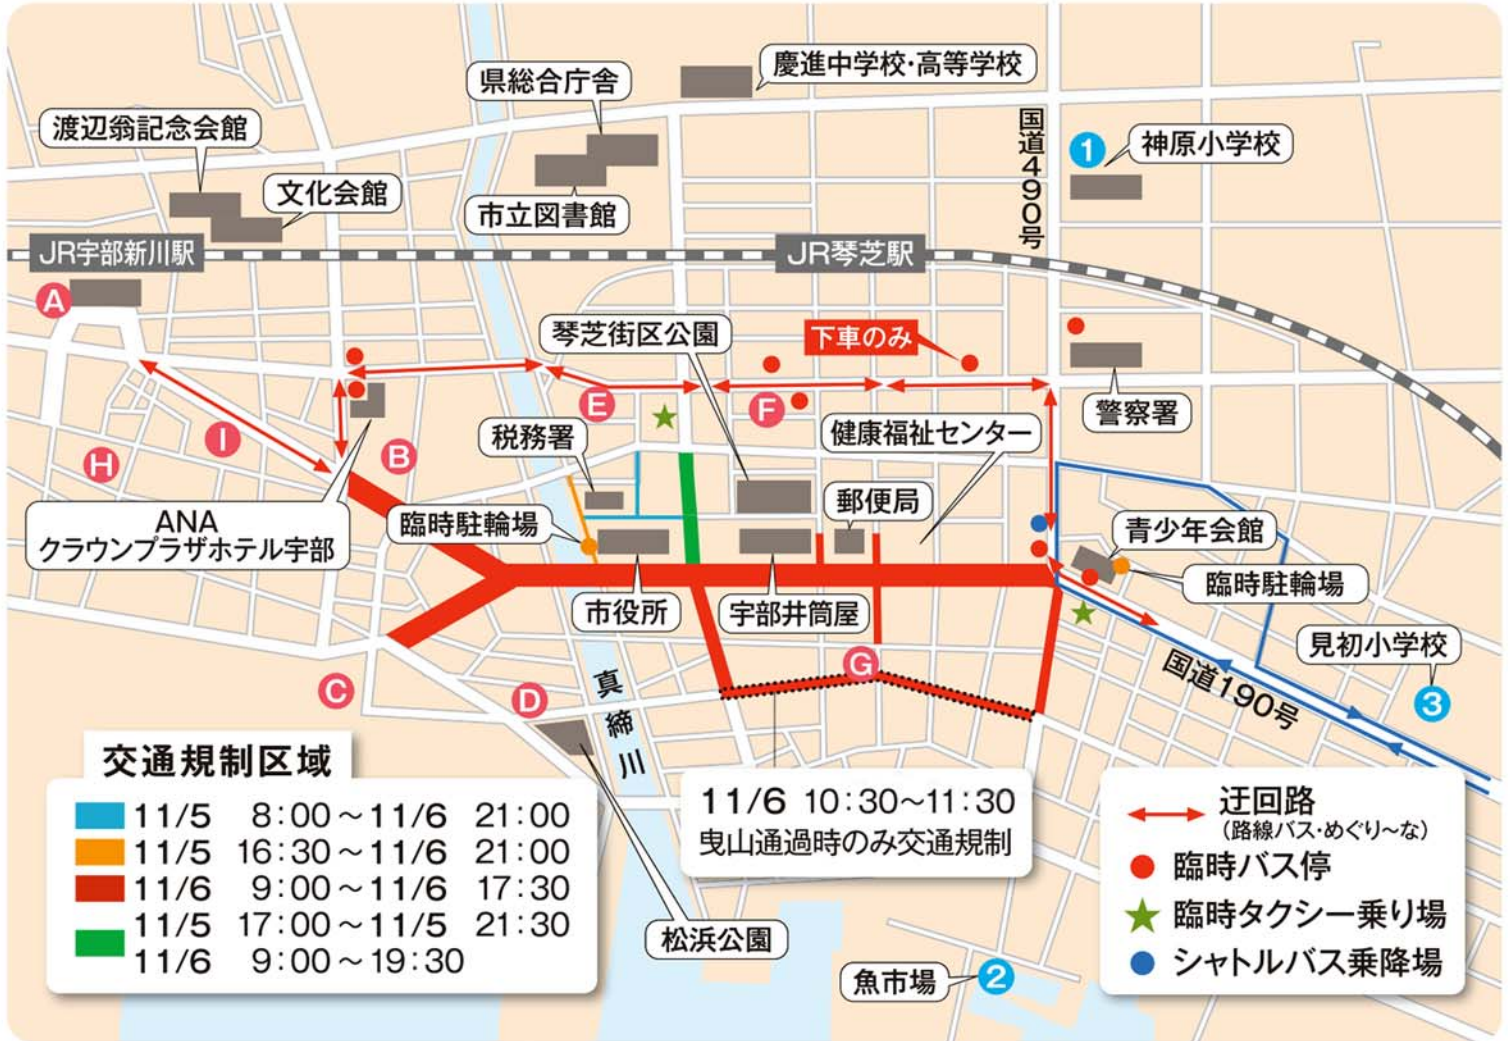 県総合庁舎
慶進中学校・高等学校
渡辺翁記念会館
国道490号
1
神原小学校
文化会館
市立図書館
JR宇部新川駅
JR琴芝駅
A
琴芝街区公園
下車のみ
E
F
警察署
税務署
健康福祉センター
I
B
H
郵便局
ANA
クラウンプラザホテル宇部
臨時駐輪場
青少年会館
臨時駐輪場
市役所
宇部井筒屋
見初小学校
G
国道190号
3
C
D
真締川
交通規制区域
11/5 8:00～11/6 21:00
11/5 16:30～11/6 21:00
11/6 9:00～11/6 17:30
11/5 17:00～11/5 21:30
11/6 9:00～19:30
11/6 10:30～11:30
曳山通過時のみ交通規制
迂回路
（路線バス・めぐり～な）
臨時バス停
臨時タクシー乗り場
シャトルバス乗降場
松浜公園
魚市場
2